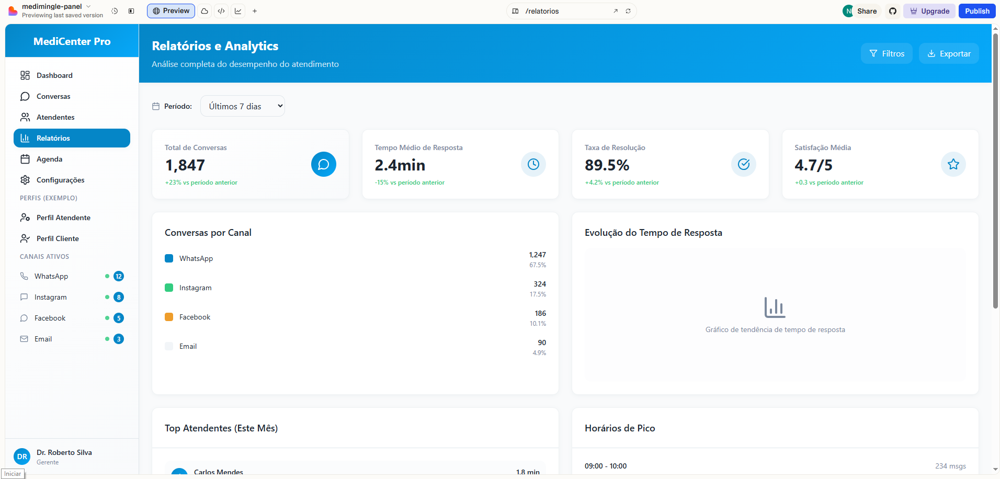 medimingle-panel
Previewing last saved version
Preview
/relatorios
N
Share
Upgrade
Publish
MediCenter Pro
Dashboard
Conversas
Atendentes
Relatórios
Agenda
Configurações
PERFIS (EXEMPLO)
Perfil Atendente
Perfil Cliente
CANAIS ATIVOS
WhatsApp 12
Instagram 8
Facebook 5
Email 3
DR
Dr. Roberto Silva
Gerente
Iniciar
Relatórios e Analytics
Análise completa do desempenho do atendimento
Filtros
Exportar
Período: Últimos 7 dias
Total de Conversas
1,847
+23% vs período anterior
Tempo Médio de Resposta
2.4min
-15% vs período anterior
Taxa de Resolução
89.5%
+4.2% vs período anterior
Satisfação Média
4.7/5
+0.3 vs período anterior
Conversas por Canal
WhatsApp 1,247
67.5%
Instagram 324
17.5%
Facebook 186
10.1%
Email 90
4.9%
Evolução do Tempo de Resposta
Gráfico de tendência de tempo de resposta
Top Atendentes (Este Mês)
Carlos Mendes 1.8 min
Horários de Pico
09:00 - 10:00 234 msgs